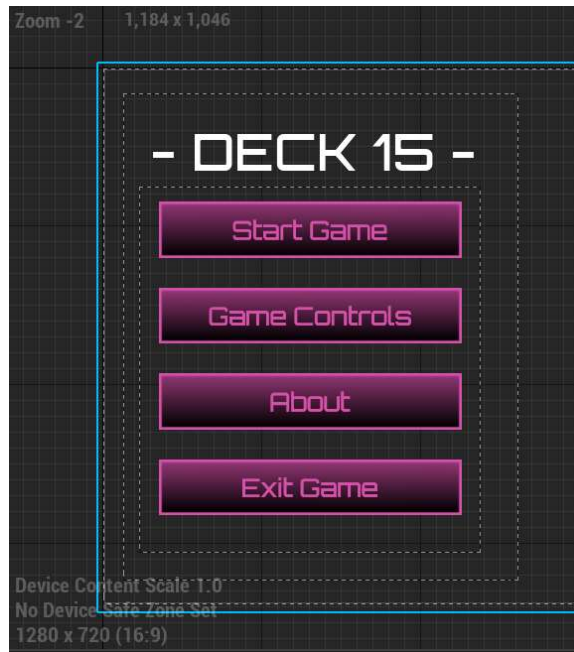 Zoom -2 1,184 x 1,046
- DECK 15 -
Start Game
Game Controls
About
Exit Game
Device Content Scale 1.0
No Device Safe Zone Set
1280 x 720 (16:9)